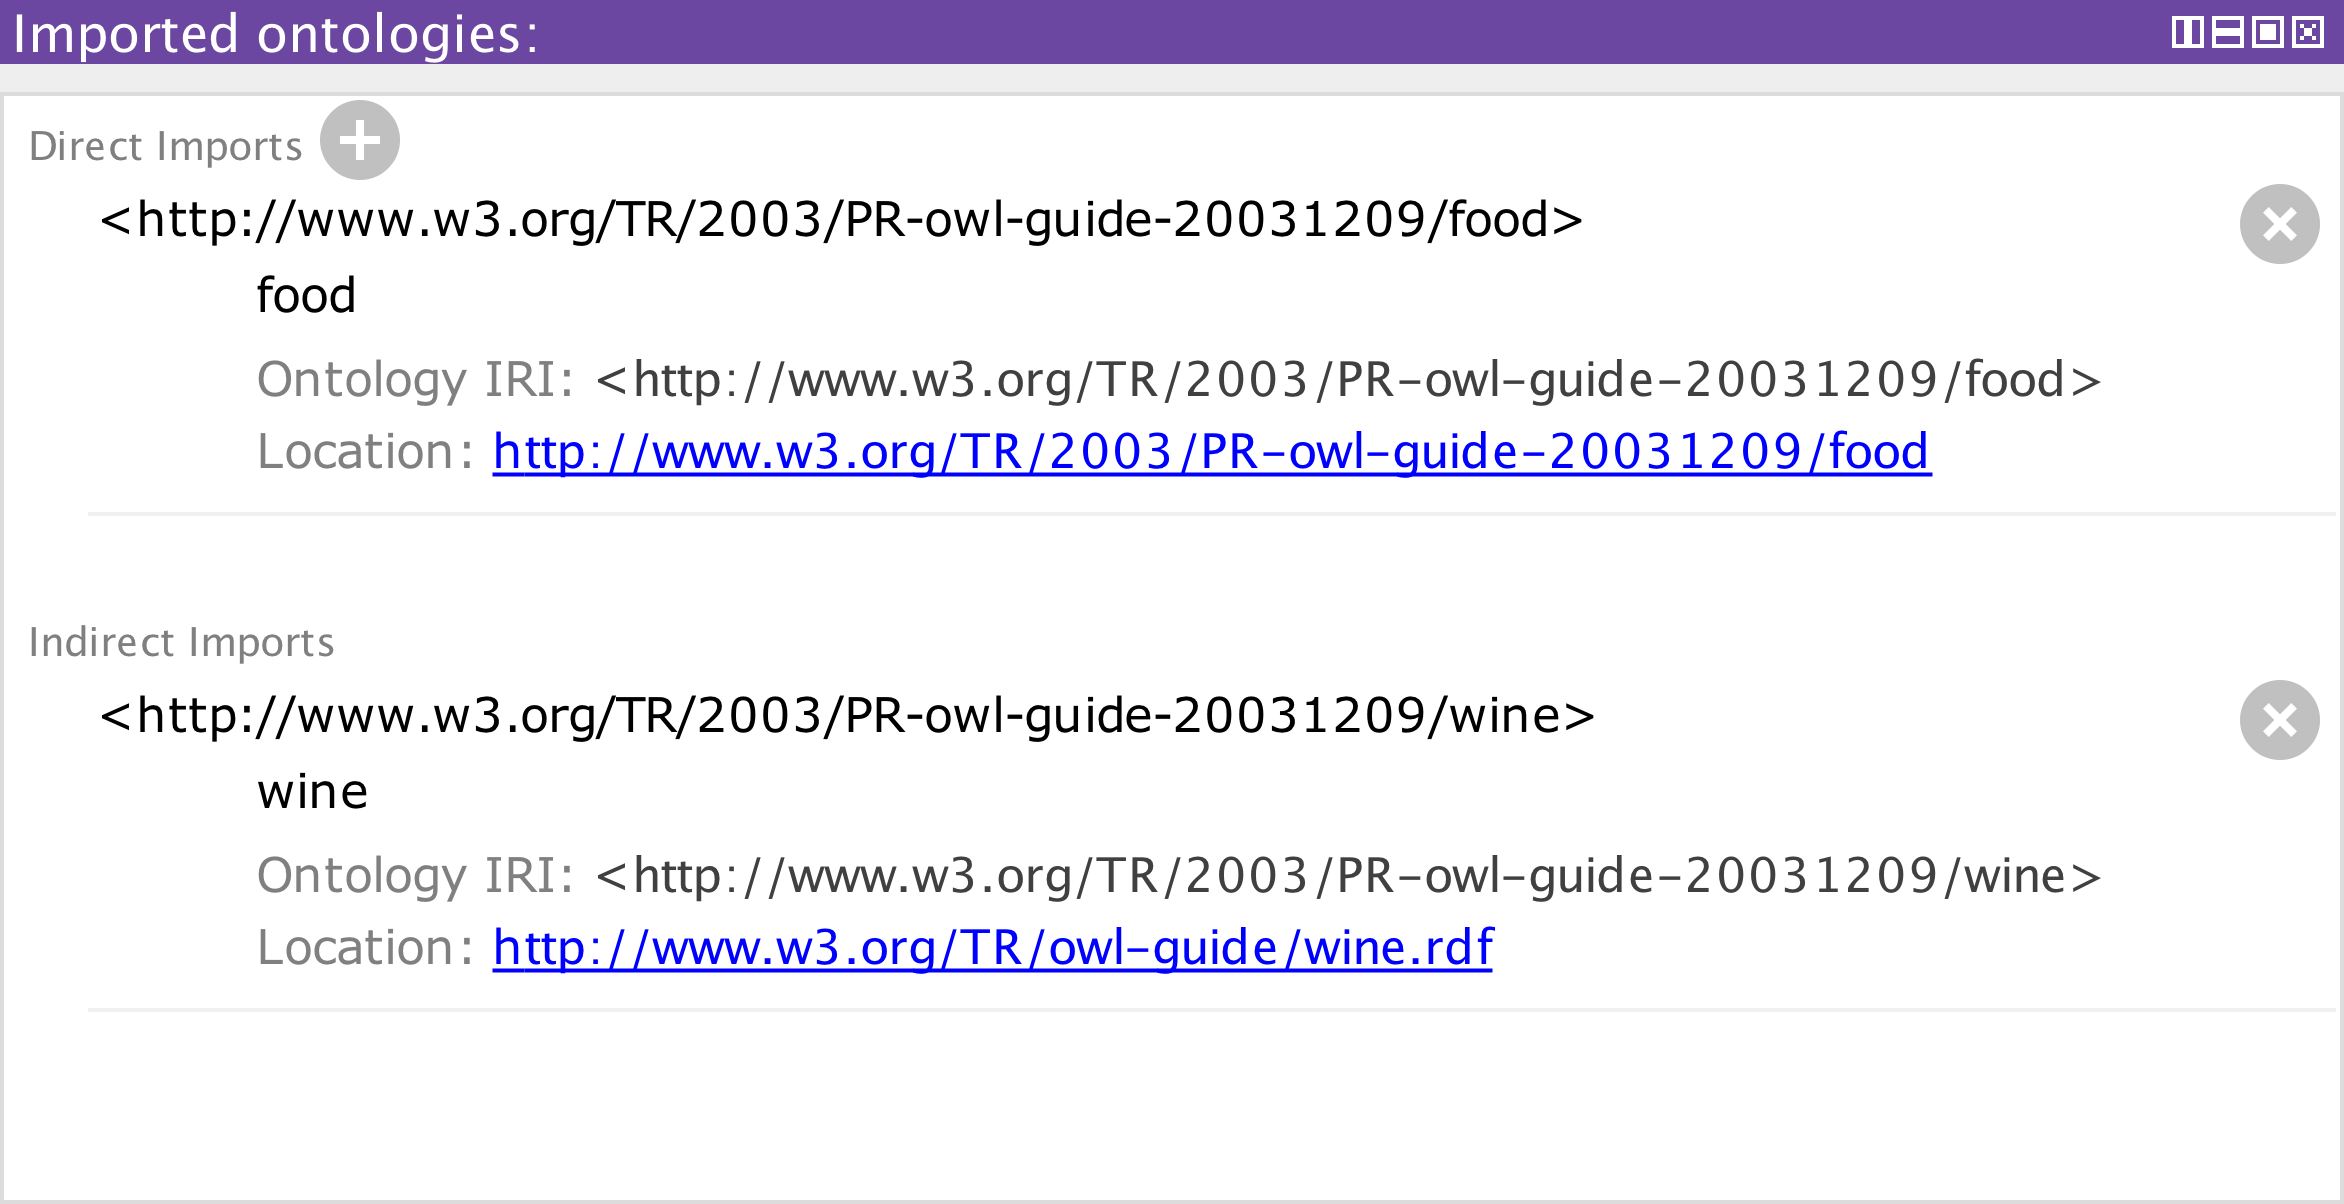 Imported ontologies:
Direct Imports
<http://www.w3.org/TR/2003/PR-owl-guide-20031209/food>
food
Ontology IRI: <http://www.w3.org/TR/2003/PR-owl-guide-20031209/food>
Location: http://www.w3.org/TR/2003/PR-owl-guide-20031209/food
Indirect Imports
<http://www.w3.org/TR/2003/PR-owl-guide-20031209/wine>
wine
Ontology IRI: <http://www.w3.org/TR/2003/PR-owl-guide-20031209/wine>
Location: http://www.w3.org/TR/owl-guide/wine.rdf